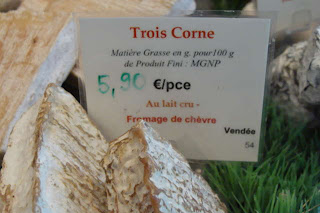 Trois Corne
Matière Grasse en g. pour100 g
de Produit Fini : MGNP
5,90 €/pce
Au lait cru -
Fromage de chèvre
Vendée
54